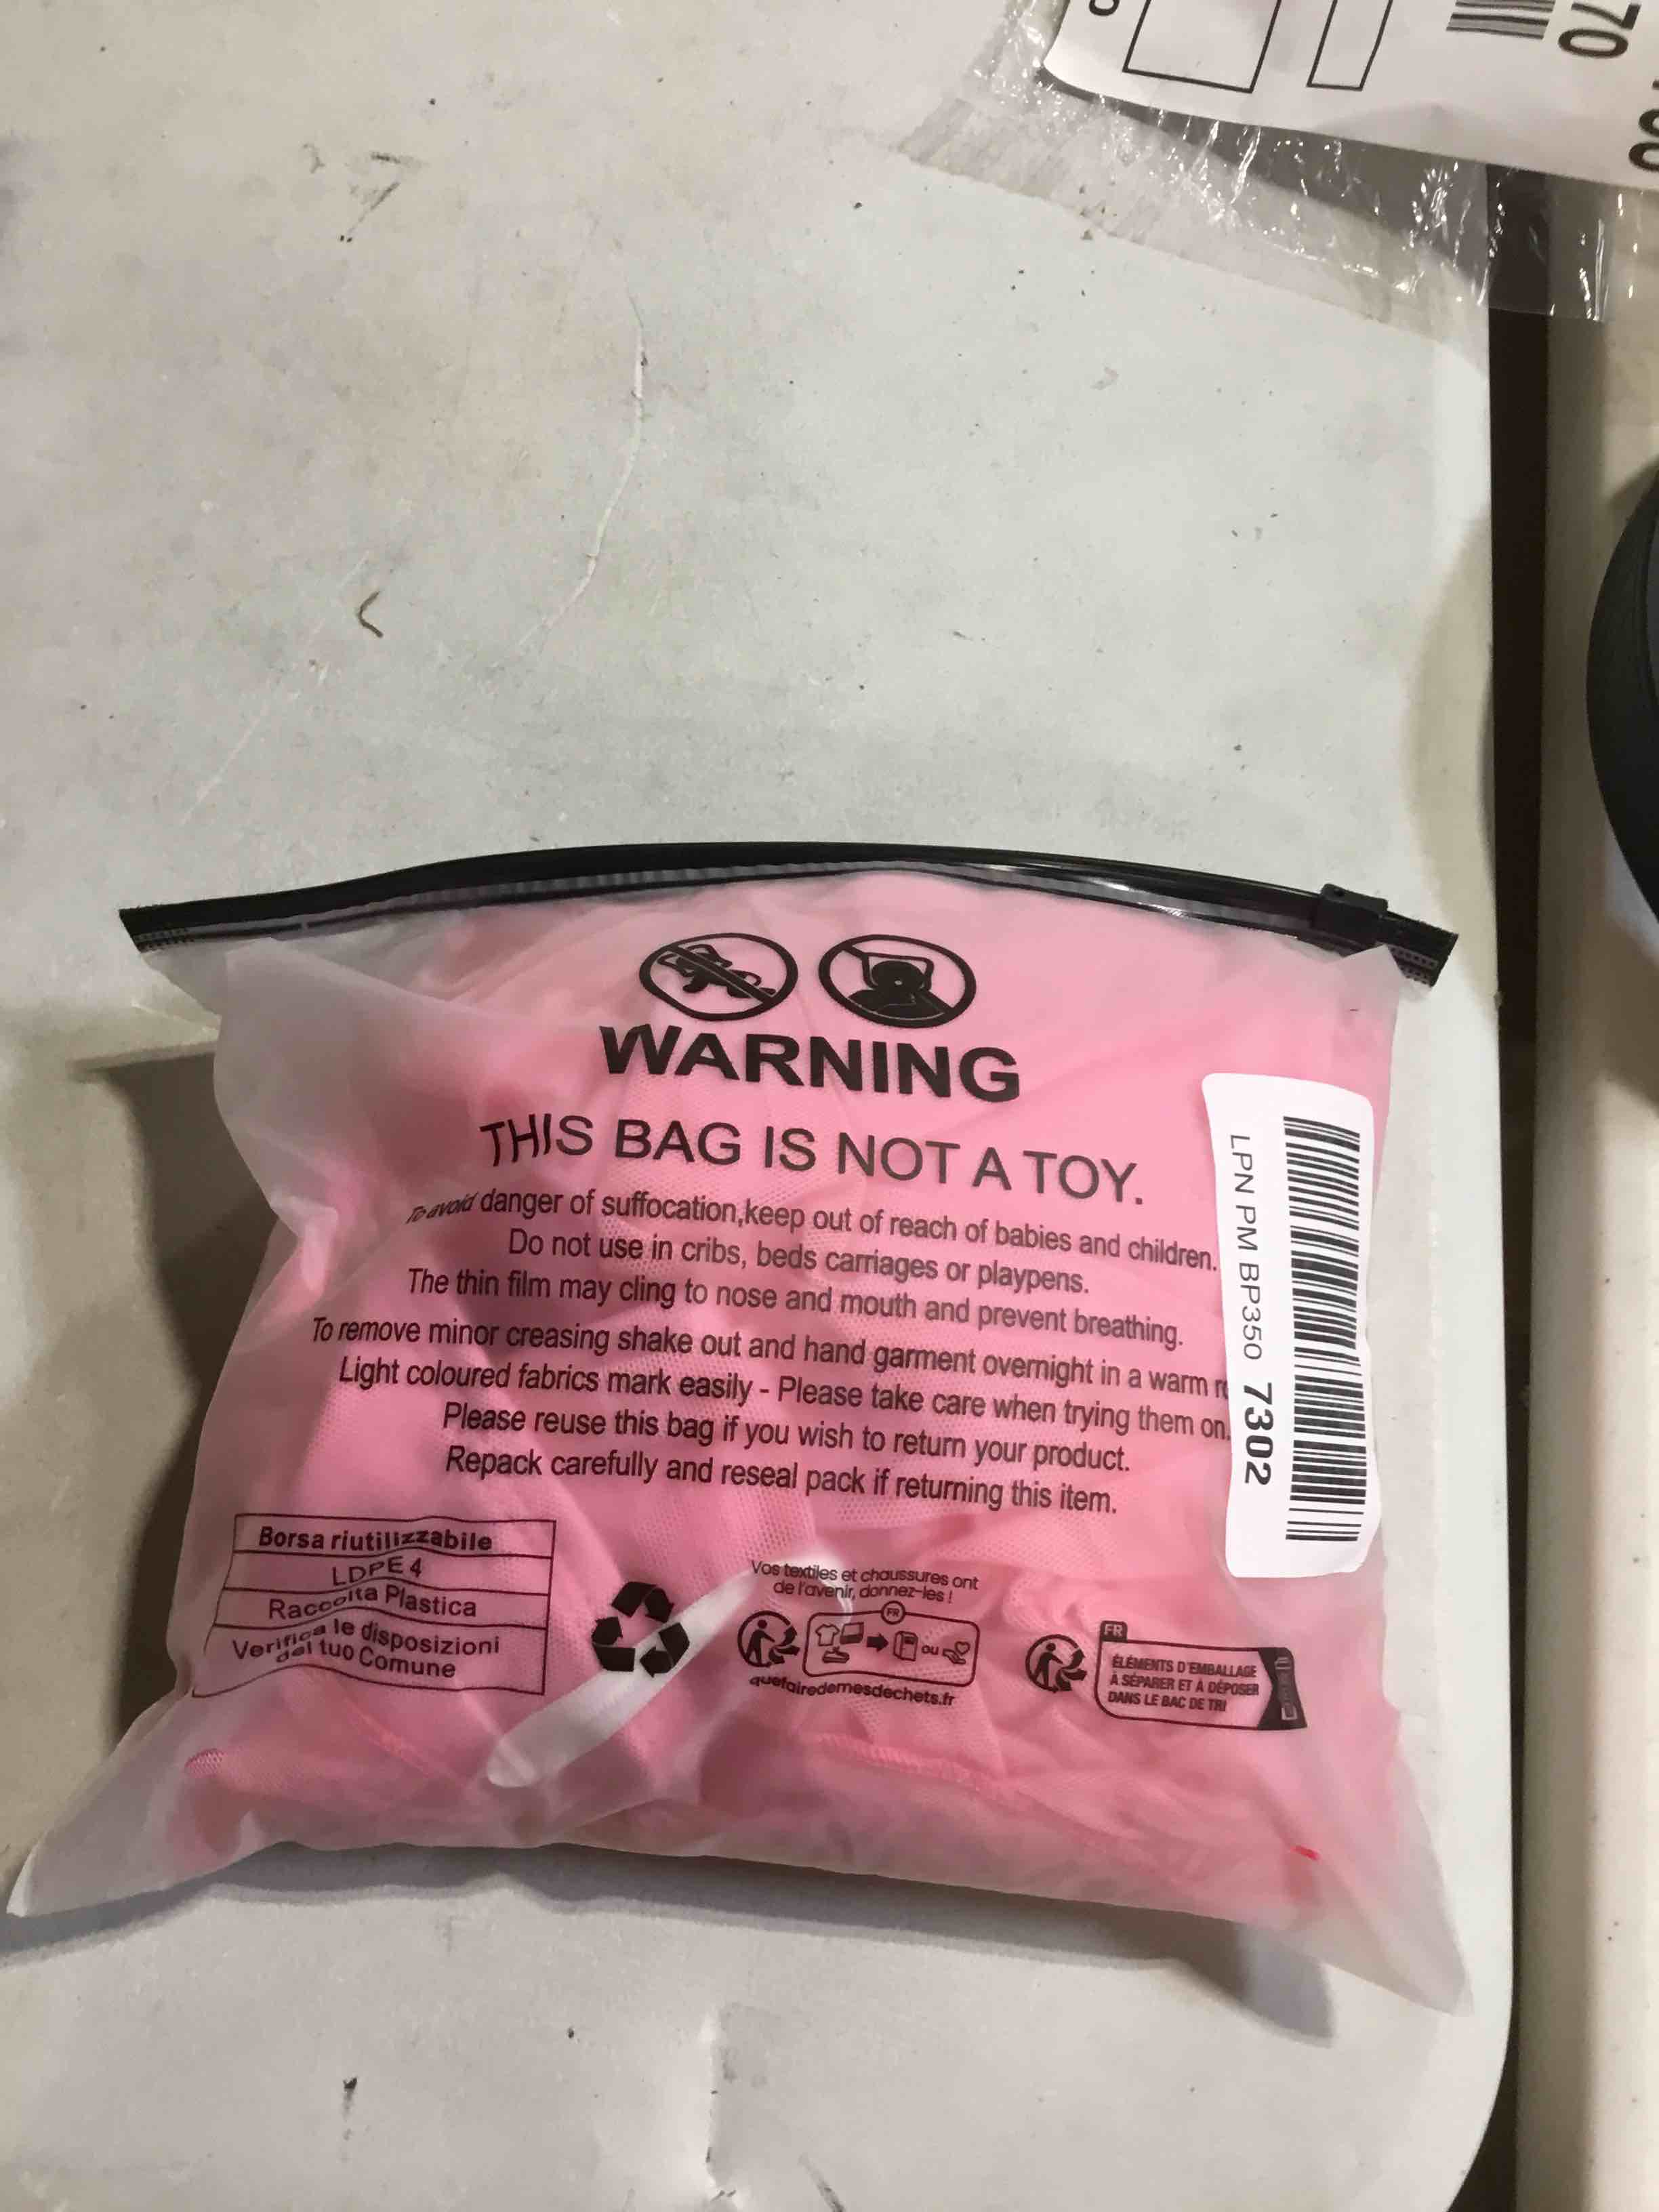 70
WARNING
THIS BAG IS NOT A TOY.
To avoid danger of suffocation,keep out of reach of babies and children.
Do not use in cribs, beds carriages or playpens.
The thin film may cling to nose and mouth and prevent breathing.
To remove minor creasing shake out and hand garment overnight in a warm
Light coloured fabrics mark easily - Please take care when trying them on.
Please reuse this bag if you wish to return your product.
Repack carefully and reseal pack if returning this item.
LPN PM BP350 7302
Borsa riutilizzabile
LDPE 4
Raccolta Plastica
Verifica le disposizioni
del tuo Comune
Vos textiles et chaussures ont
de l'avenir, donnez-les !
FR
ou
quefairedemesdechets.fr
FR
ÉLÉMENTS D'EMBALLAGE
À SÉPARER ET À DÉPOSER
DANS LE BAC DE TRI